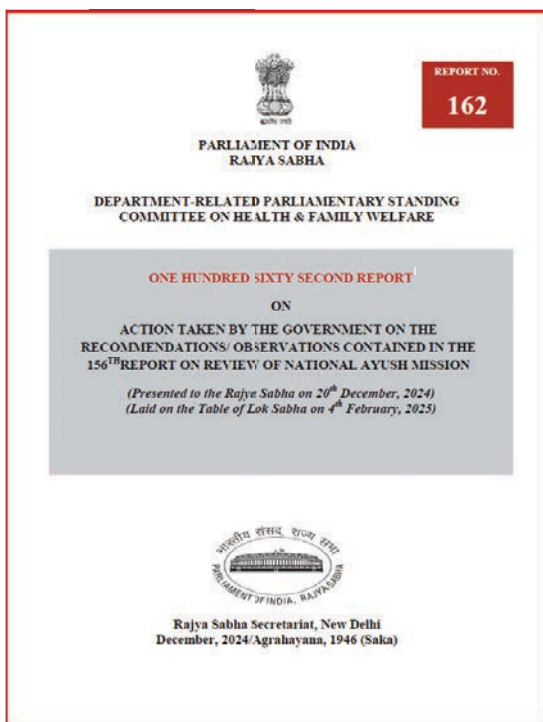 REPORT NO.
162
सत्यमेव जयते
PARLIAMENT OF INDIA
RAJYA SABHA
DEPARTMENT-RELATED PARLIAMENTARY STANDING
COMMITTEE ON HEALTH & FAMILY WELFARE
ONE HUNDRED SIXTY SECOND REPORT
ON
ACTION TAKEN BY THE GOVERNMENT ON THE
RECOMMENDATIONS/ OBSERVATIONS CONTAINED IN THE
156THREPORT ON REVIEW OF NATIONAL AYUSH MISSION
(Presented to the Rajya Sabha on 20th December, 2024)
(Laid on the Table of Lok Sabha on 4th February, 2025)
भारतीय संसद राज्य सभा
PARLIAMENT OF INDIA, RAJYA SABHA
Rajya Sabha Secretariat, New Delhi
December, 2024/Agrahayana, 1946 (Saka)